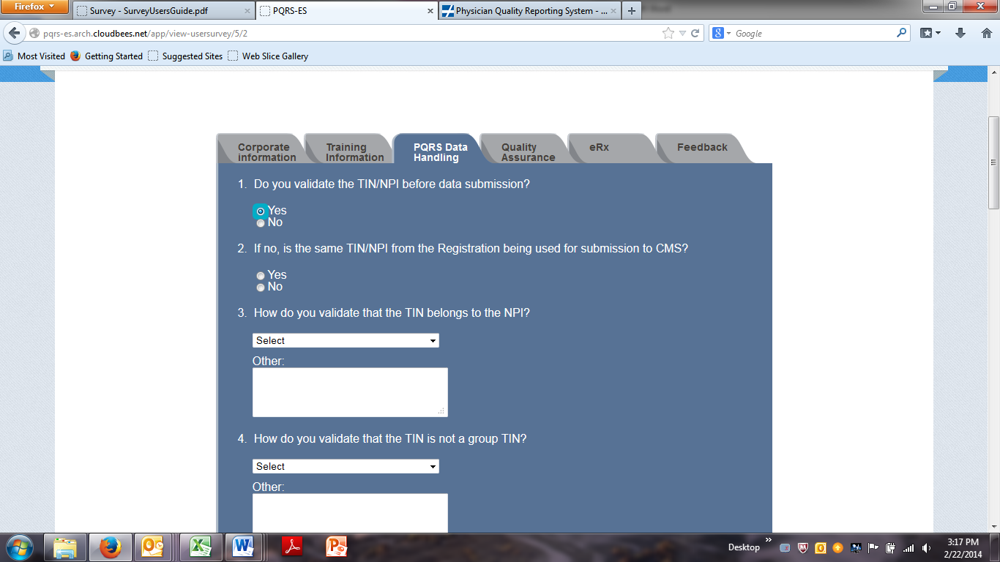 Firefox
Survey - SurveyUsersGuide.pdf
PQRS-ES
Physician Quality Reporting System - ...
pqrs-es.arch.cloudbees.net/app/view-usersurvey/5/2
Google
Most Visited
Getting Started
Suggested Sites
Web Slice Gallery
Corporate information
Training Information
PQRS Data Handling
Quality Assurance
eRx
Feedback
1. Do you validate the TIN/NPI before data submission?
Yes
No
2. If no, is the same TIN/NPI from the Registration being used for submission to CMS?
Yes
No
3. How do you validate that the TIN belongs to the NPI?
Select
Other:
4. How do you validate that the TIN is not a group TIN?
Select
Other:
Desktop
3:17 PM
2/22/2014